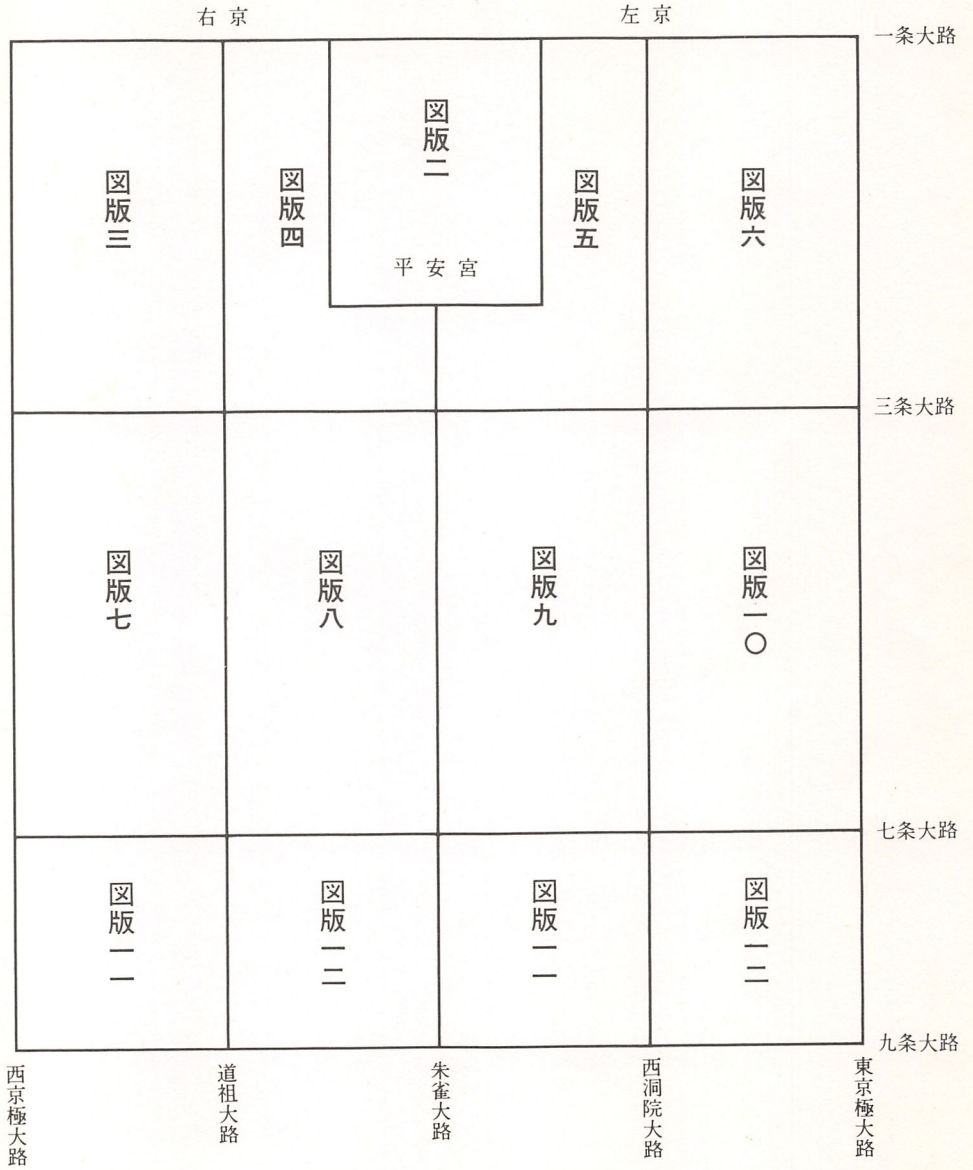 右京
左京
一条大路
図版二
図版三
図版四
図版五
図版六
平安宮
三条大路
図版七
図版八
図版九
図版一〇
七条大路
図版一一
図版一二
図版一一
図版一二
九条大路
西京極大路
道祖大路
朱雀大路
西洞院大路
東京極大路